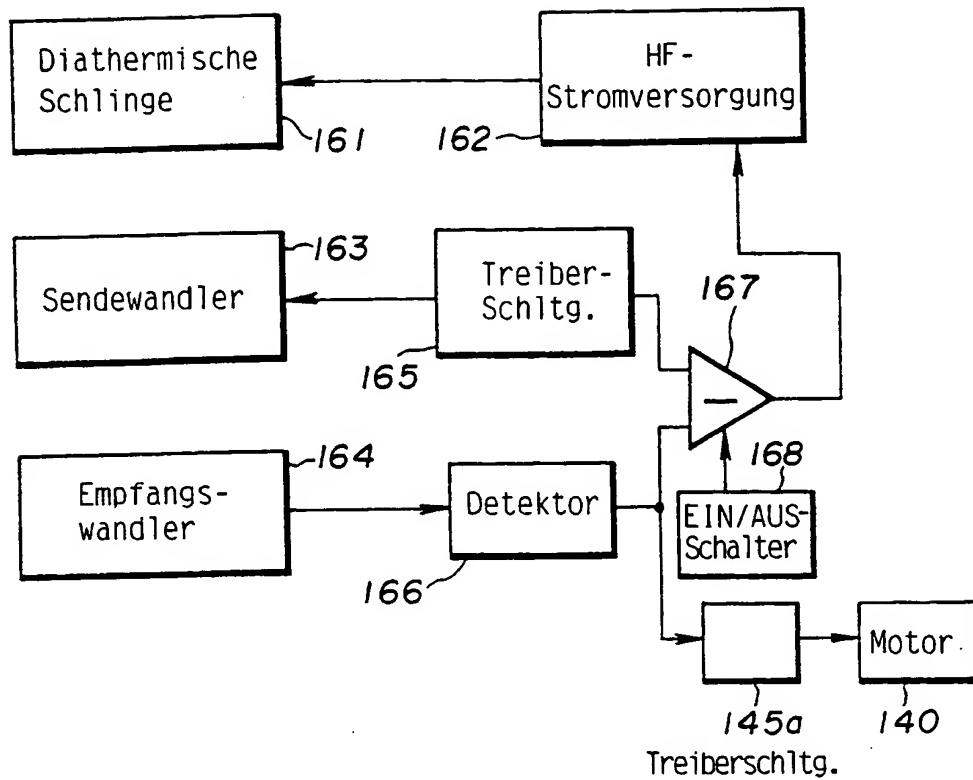 Diathermische
Schlinge
161
HF-
Stromversorgung
162
163
Sendewandler
Treiber-
Schltg.
165
167
164
Empfangs-
wandler
Detektor
166
168
EIN/AUS-
Schalter
Motor
145a
140
Treiberschltg.